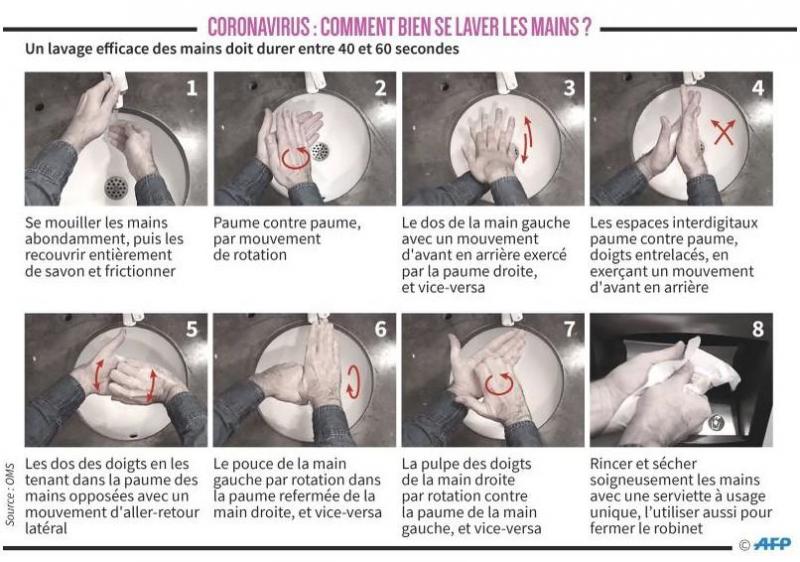 CORONAVIRUS : COMMENT BIEN SE LAVER LES MAINS ?
Un lavage efficace des mains doit durer entre 40 et 60 secondes
1
Se mouiller les mains
abondamment, puis les
recouvrir entièrement
de savon et frictionner
2
Paume contre paume,
par mouvement
de rotation
3
Le dos de la main gauche
avec un mouvement
d'avant en arrière exercé
par la paume droite,
et vice-versa
4
Les espaces interdigitaux
paume contre paume,
doigts entrelacés, en
exerçant un mouvement
d'avant en arrière
5
Les dos des doigts en les
tenant dans la paume des
mains opposées avec un
mouvement d'aller-retour
latéral
6
Le pouce de la main
gauche par rotation dans
la paume refermée de la
main droite, et vice-versa
7
La pulpe des doigts
de la main droite
par rotation contre
la paume de la main
gauche, et vice-versa
8
Rincer et sécher
soigneusement les mains
avec une serviette à usage
unique, l'utiliser aussi pour
fermer le robinet
Source : OMS
© AFP